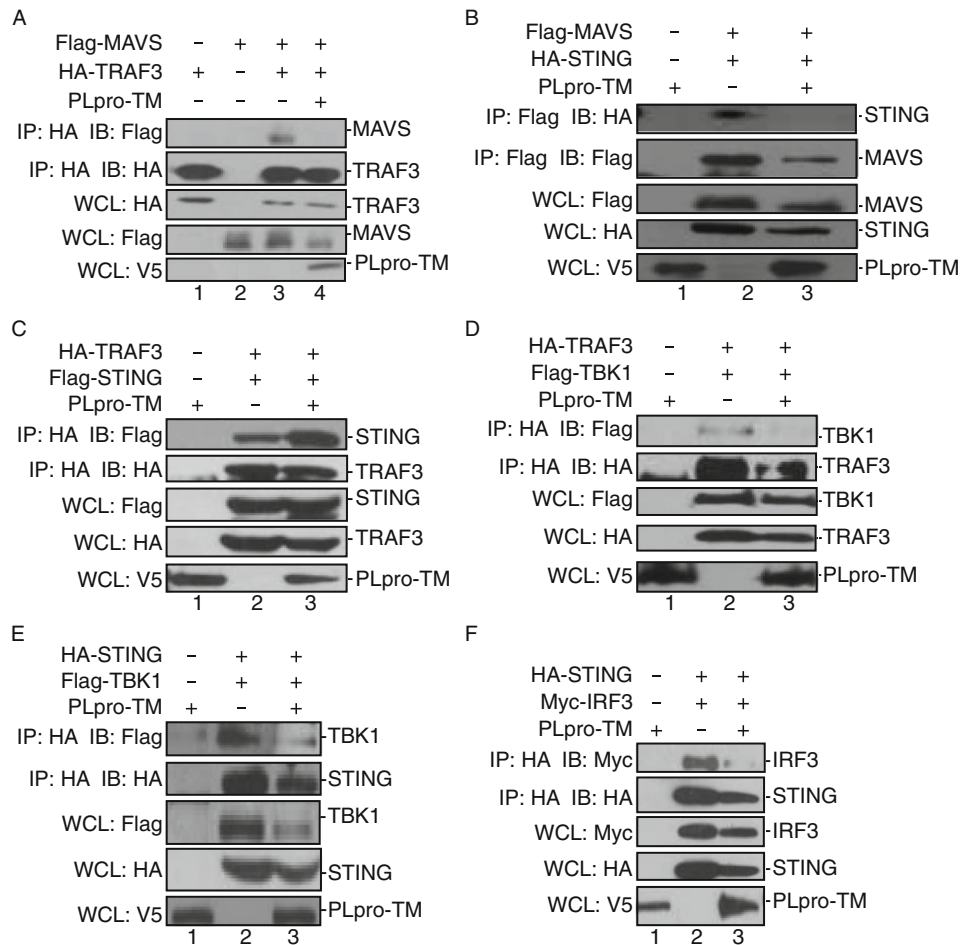 A
Flag-MAVS – + + +
HA-TRAF3 + – + +
PLpro-TM – – – +
IP: HA IB: Flag MAVS
IP: HA IB: HA TRAF3
WCL: HA TRAF3
WCL: Flag MAVS
WCL: V5 PLpro-TM
1 2 3 4
B
Flag-MAVS – + +
HA-STING – + +
PLpro-TM + – +
IP: Flag IB: HA STING
IP: Flag IB: Flag MAVS
WCL: Flag MAVS
WCL: HA STING
WCL: V5 PLpro-TM
1 2 3
C
HA-TRAF3 – + +
Flag-STING – + +
PLpro-TM + – +
IP: HA IB: Flag STING
IP: HA IB: HA TRAF3
WCL: Flag STING
WCL: HA TRAF3
WCL: V5 PLpro-TM
1 2 3
D
HA-TRAF3 – + +
Flag-TBK1 – + +
PLpro-TM + – +
IP: HA IB: Flag TBK1
IP: HA IB: HA TRAF3
WCL: Flag TBK1
WCL: HA TRAF3
WCL: V5 PLpro-TM
1 2 3
E
HA-STING – + +
Flag-TBK1 – + +
PLpro-TM + – +
IP: HA IB: Flag TBK1
IP: HA IB: HA STING
WCL: Flag TBK1
WCL: HA STING
WCL: V5 PLpro-TM
1 2 3
F
HA-STING – + +
Myc-IRF3 – + +
PLpro-TM + – +
IP: HA IB: Myc IRF3
IP: HA IB: HA STING
WCL: Myc IRF3
WCL: HA STING
WCL: V5 PLpro-TM
1 2 3